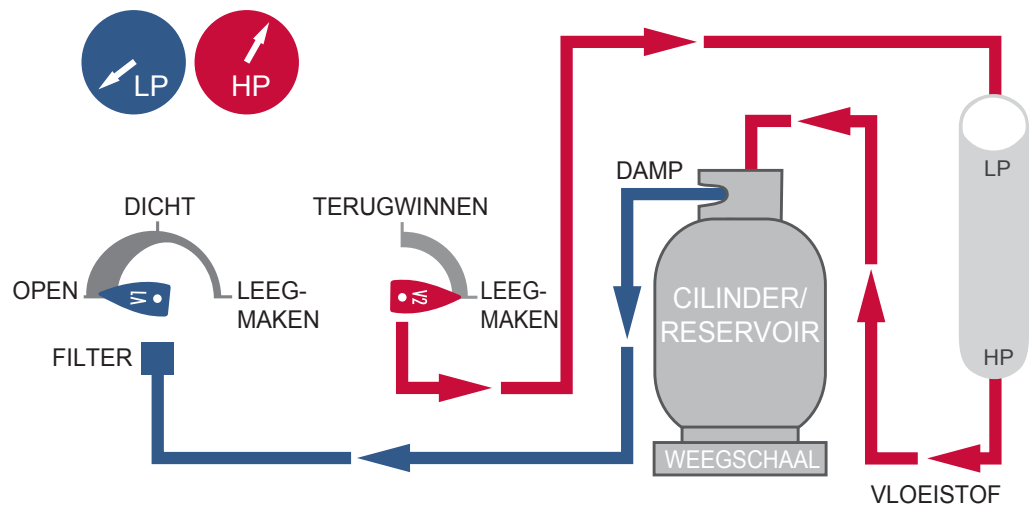 LP
HP
DAMP
LP
DICHT
TERUGWINNEN
OPEN
V1
LEEG-
MAKEN
V2
LEEG-
MAKEN
CILINDER/
RESERVOIR
FILTER
HP
WEEGSCHAAL
VLOEISTOF